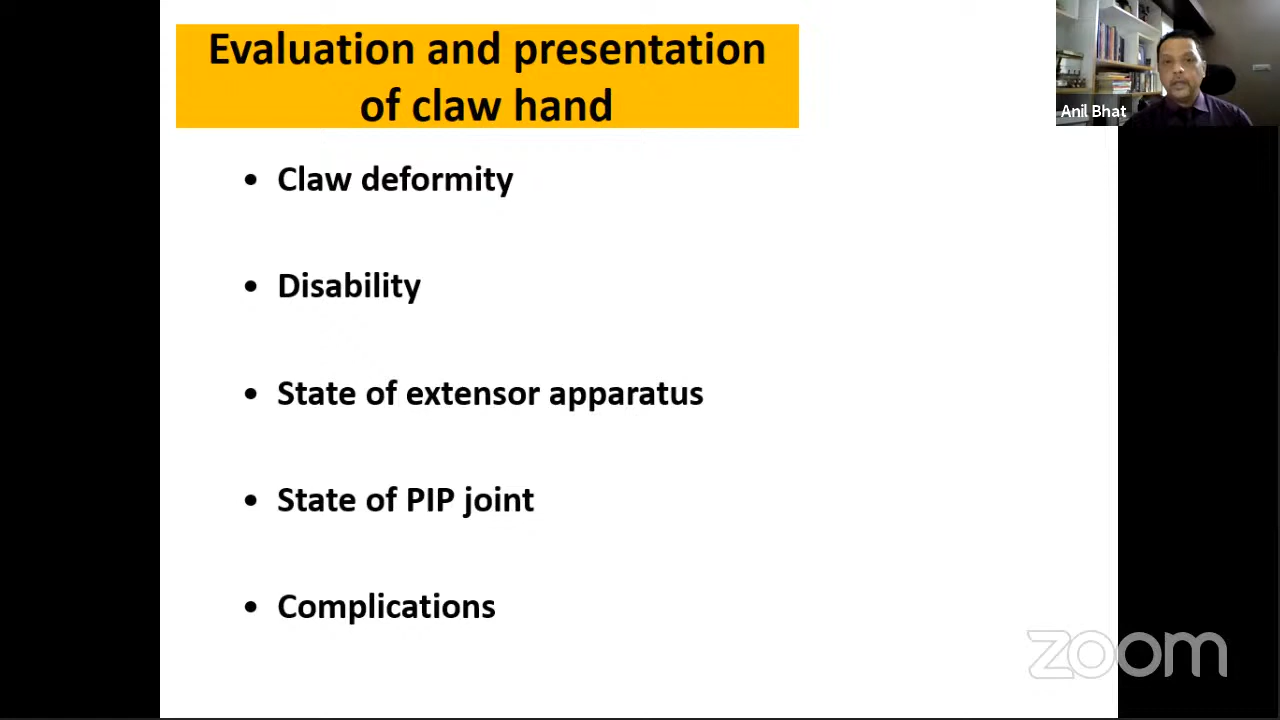 Evaluation and presentation
of claw hand
Anil Bhat
• Claw deformity
• Disability
• State of extensor apparatus
• State of PIP joint
• Complications
zoom